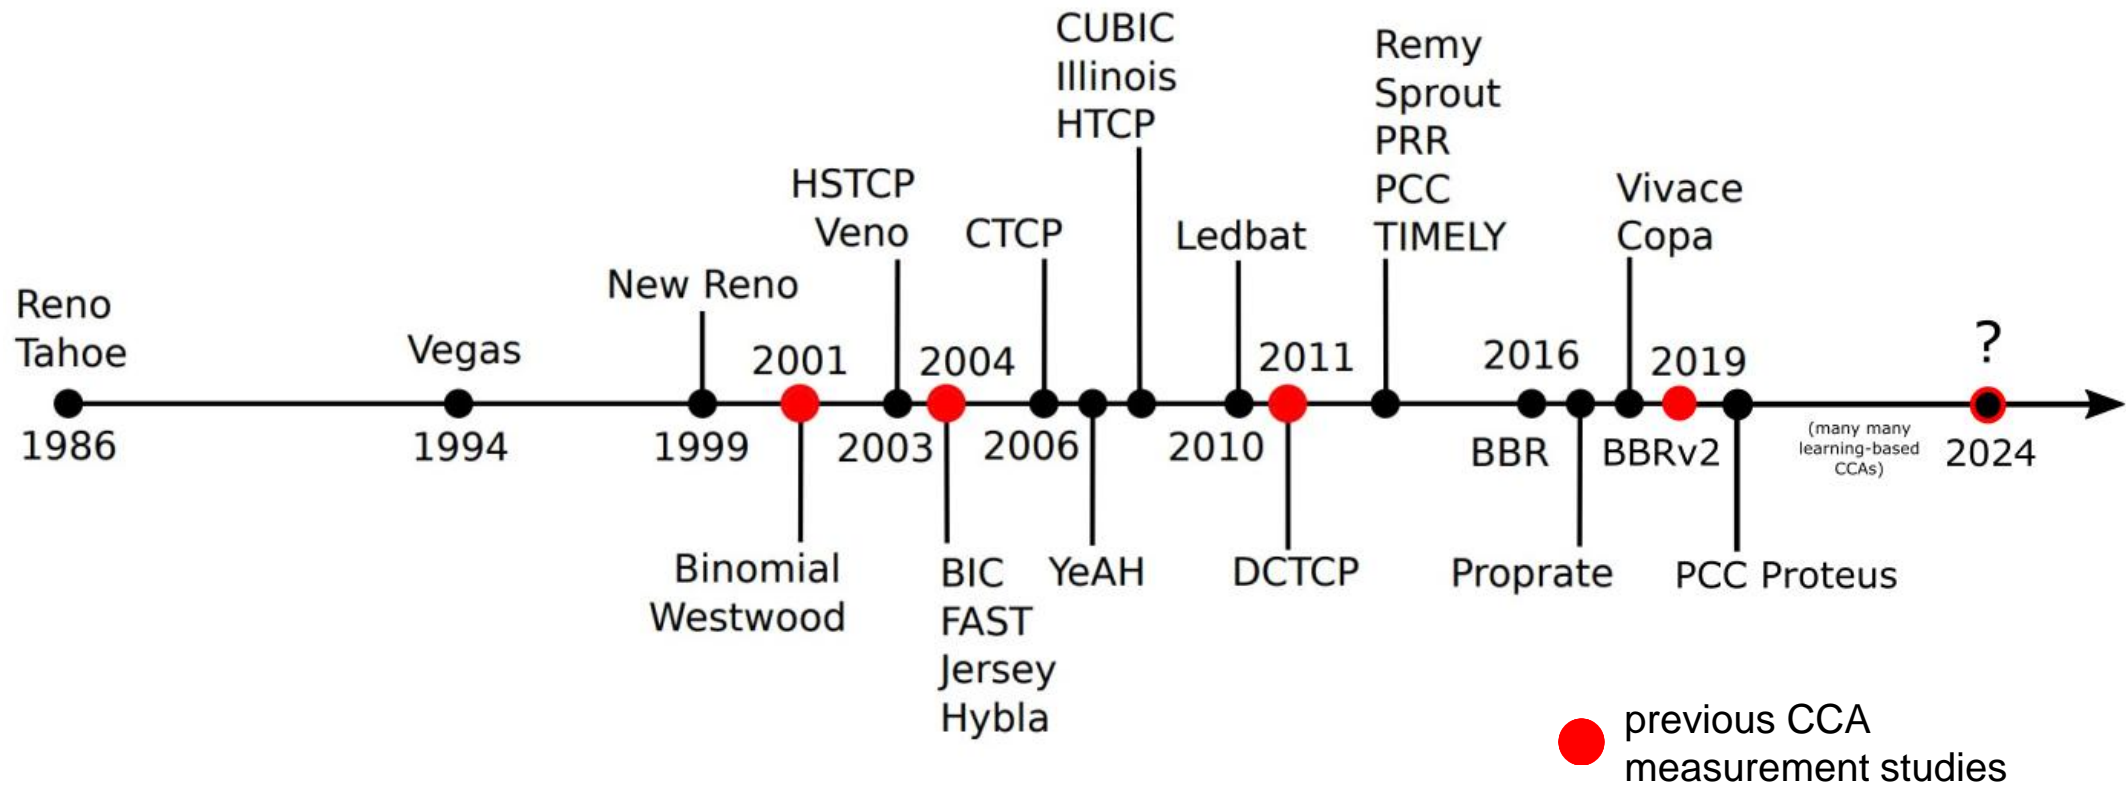 CUBIC
Illinois
HTCP
Remy
Sprout
PRR
PCC
TIMELY
HSTCP
Veno
CTCP
Ledbat
Vivace
Copa
New Reno
Reno
Tahoe
Vegas
2001
2004
2011
2016
2019
?
1986
1994
1999
2003
2006
2010
BBR
BBRv2
(many many
learning-based
CCAs)
2024
Binomial
Westwood
BIC
FAST
Jersey
Hybla
YeAH
DCTCP
Proprate
PCC Proteus
previous CCA
measurement studies